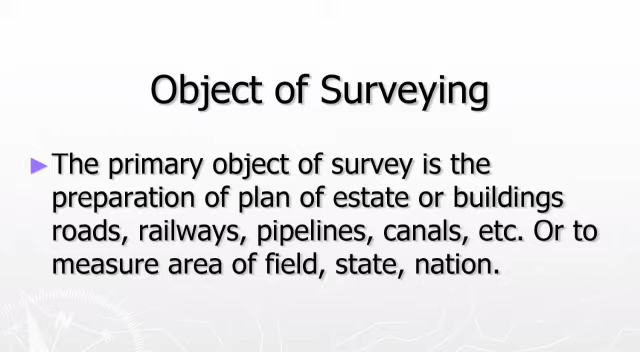 Object of Surveying
►The primary object of survey is the
preparation of plan of estate or buildings
roads, railways, pipelines, canals, etc. Or to
measure area of field, state, nation.
N